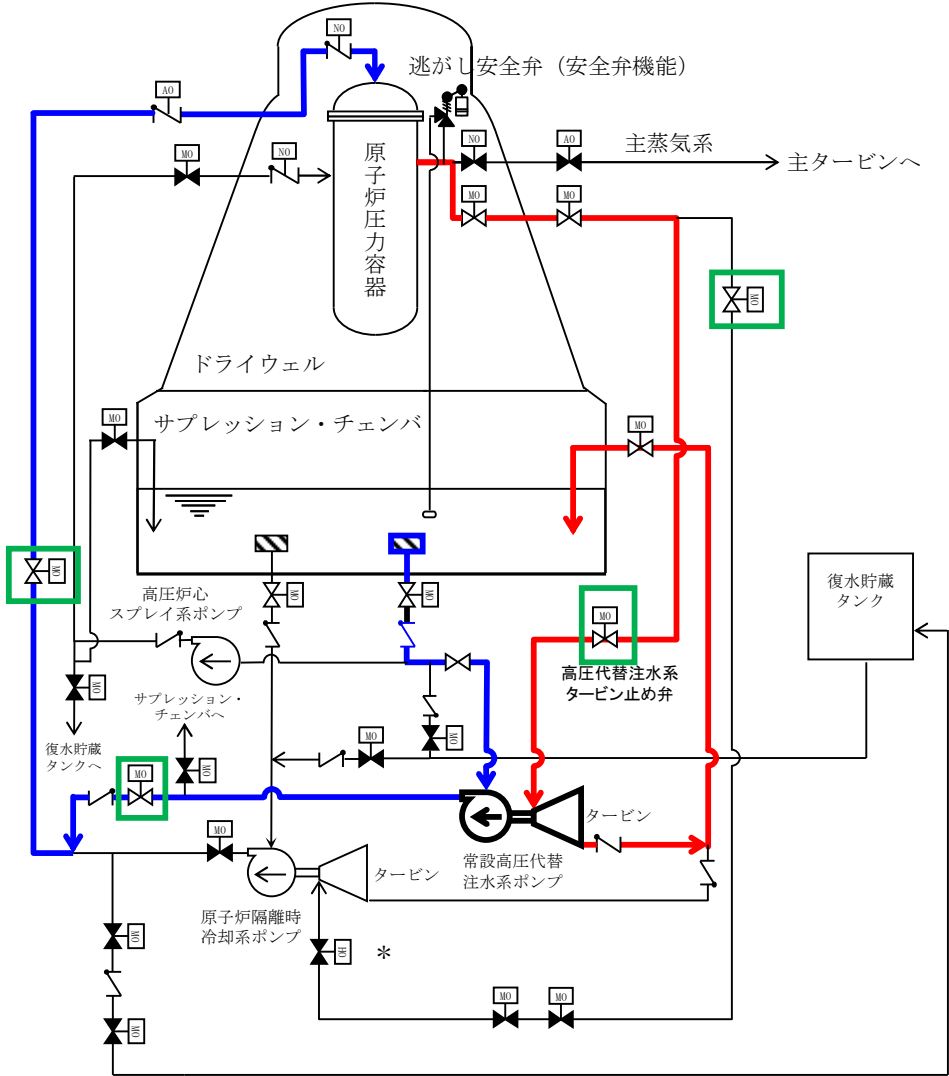 NO
逃がし安全弁（安全弁機能）
AO
NO
AO
主蒸気系
主タービンへ
MO
NO
原子炉圧力容器
MO
MO
MO
ドライウェル
サプレッション・チェンバ
MO
MO
MO
高圧炉心
スプレイ系ポンプ
MO
MO
MO
復水貯蔵
タンク
高圧代替注水系
タービン止め弁
MO
サプレッション・
チェンバへ
復水貯蔵
タンクへ
MO
MO
MO
MO
タービン
MO
常設高圧代替
注水系ポンプ
タービン
原子炉隔離時
冷却系ポンプ
MO
HO
＊
MO
MO
MO